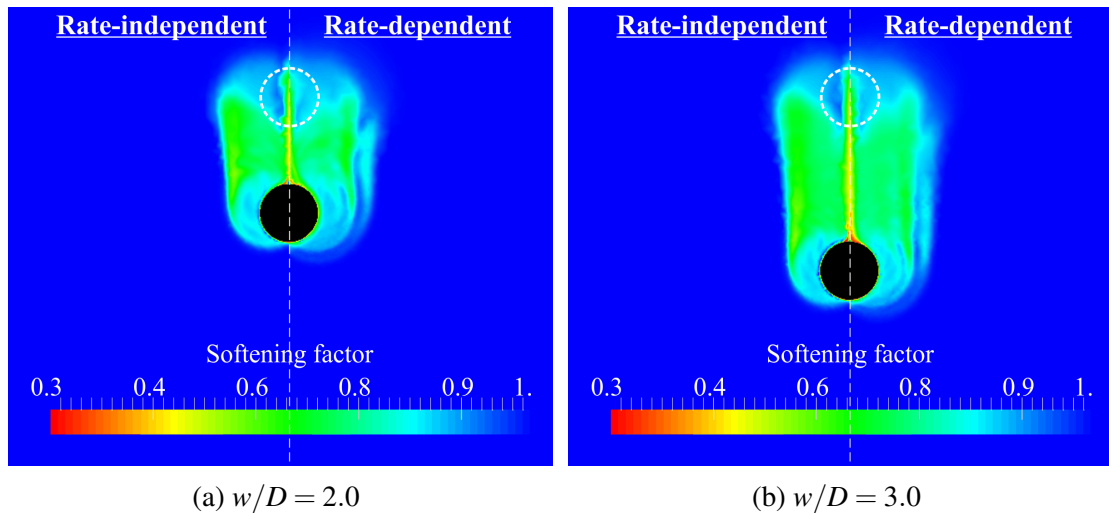 Rate-independent Rate-dependent
Softening factor
0.3 0.4 0.6 0.8 0.9 1.
(a) w/D = 2.0
Rate-independent Rate-dependent
Softening factor
0.3 0.4 0.6 0.8 0.9 1.
(b) w/D = 3.0